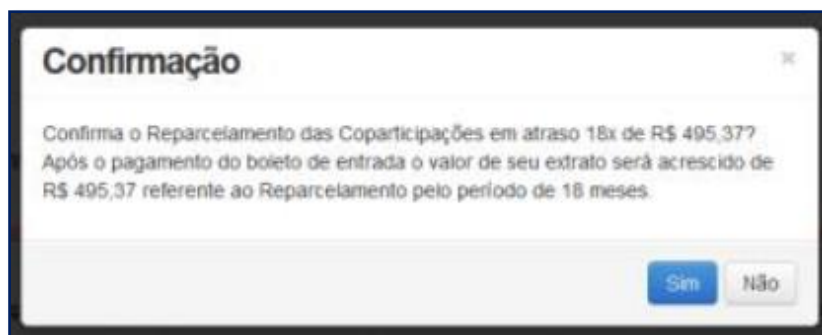 Confirmação
×
Confirma o Reparcelamento das Coparticipações em atraso 18x de R$ 495,37?
Após o pagamento do boleto de entrada o valor de seu extrato será acrescido de
R$ 495,37 referente ao Reparcelamento pelo período de 18 meses.
Sim Não